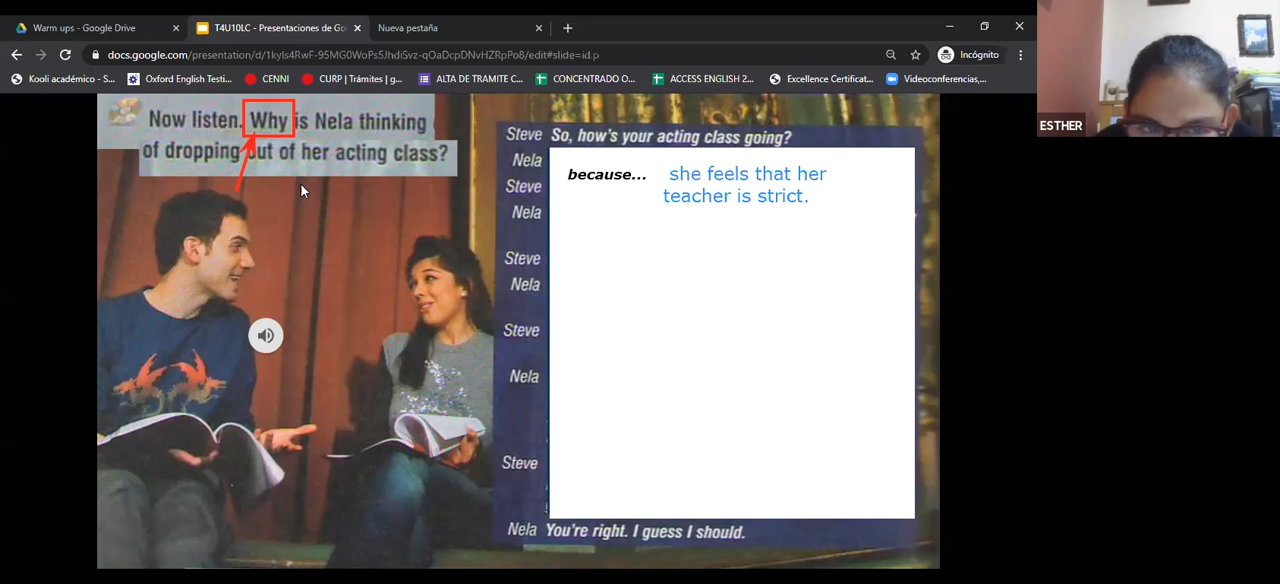 Warm ups - Google Drive
T4U10LC - Presentaciones de Go
Nueva pestaña
docs.google.com/presentation/d/1kyls4RwF-95MG0WoPs5JhdiSvz-qOaDcpDNvHZRpPo8/edit#slide=id.p
Incógnito
Kooli académico - S...
Oxford English Testi...
CENNI
CURP | Trámites | g...
ALTA DE TRAMITE C...
CONCENTRADO O...
ACCESS ENGLISH 2...
Excellence Certificat...
Videoconferencias,...
ESTHER
Now listen. Why is Nela thinking
of dropping out of her acting class?
Steve So, how's your acting class going?
Nela
because... she feels that her
teacher is strict.
Steve
Nela
Steve
Nela
Steve
Nela
Steve
Nela You're right. I guess I should.